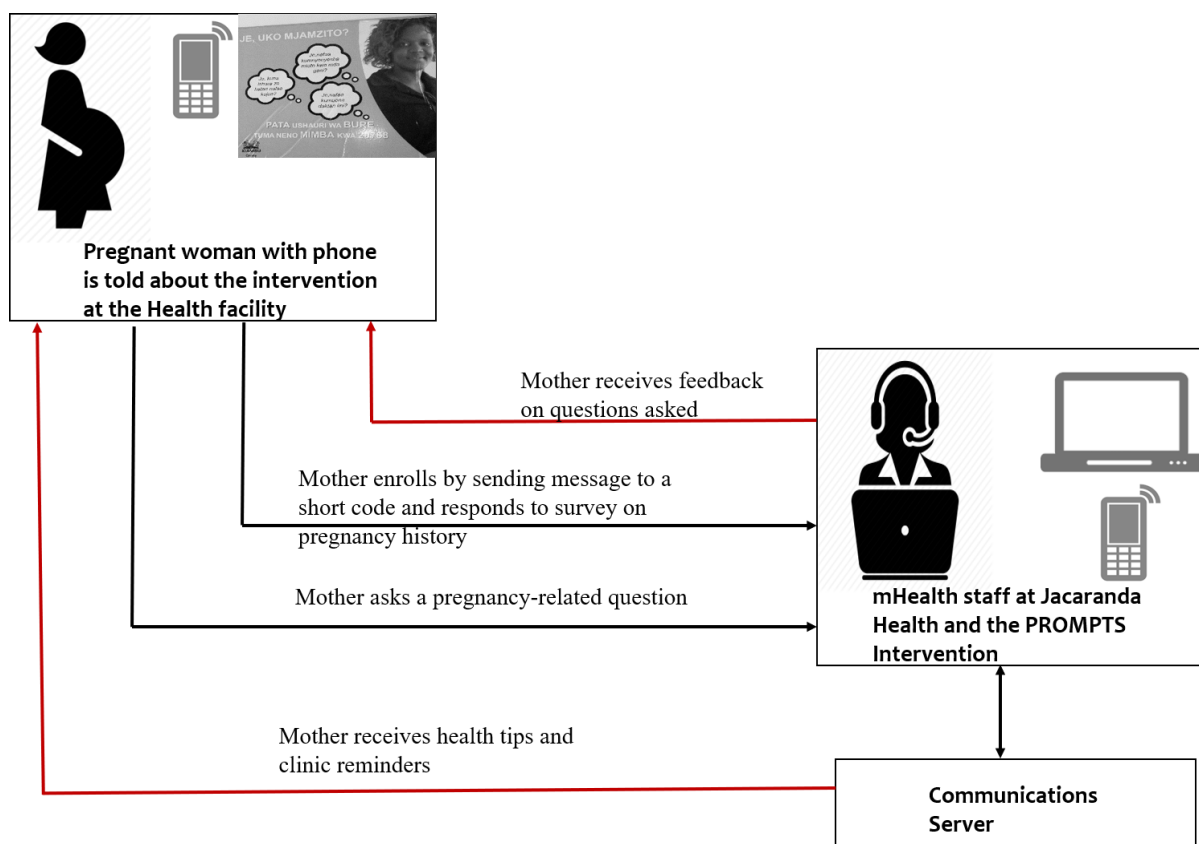 JE, UKO MJAMZITO?
PATA USHAURI WA BURE
TUMA NENO MIMBA KWA
Pregnant woman with phone
is told about the intervention
at the Health facility
Mother receives feedback
on questions asked
Mother enrolls by sending message to a
short code and responds to survey on
pregnancy history
Mother asks a pregnancy-related question
mHealth staff at Jacaranda
Health and the PROMPTS
Intervention
Mother receives health tips and
clinic reminders
Communications
Server